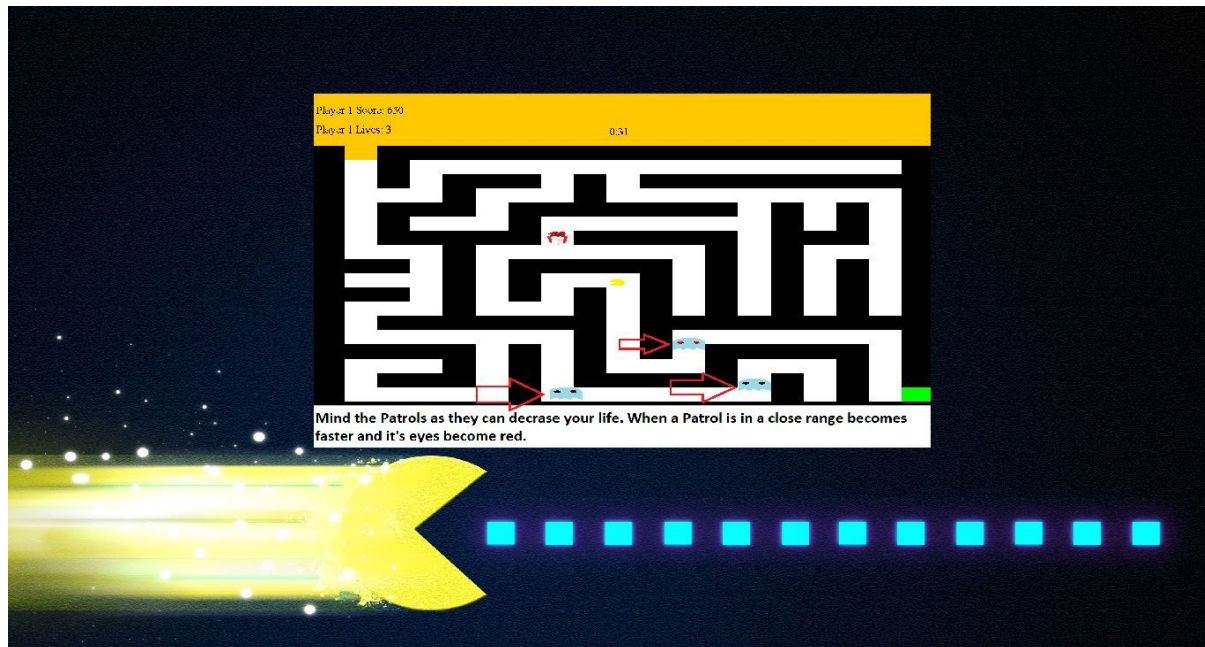 Player 1 Score: 650
Player 1 Lives: 3
0:31
Mind the Patrols as they can decrase your life. When a Patrol is in a close range becomes
faster and it's eyes become red.